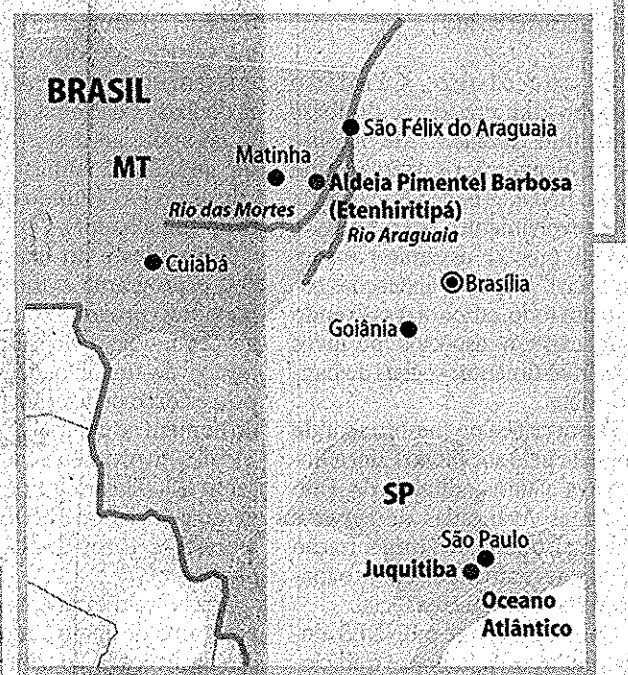 BRASIL
São Félix do Araguaia
MT
Matinha
Aldeia Pimentel Barbosa
(Etenhiritipá)
Rio das Mortes
Rio Araguaia
Cuiabá
Brasília
Goiânia
SP
São Paulo
Juquitiba
Oceano
Atlântico